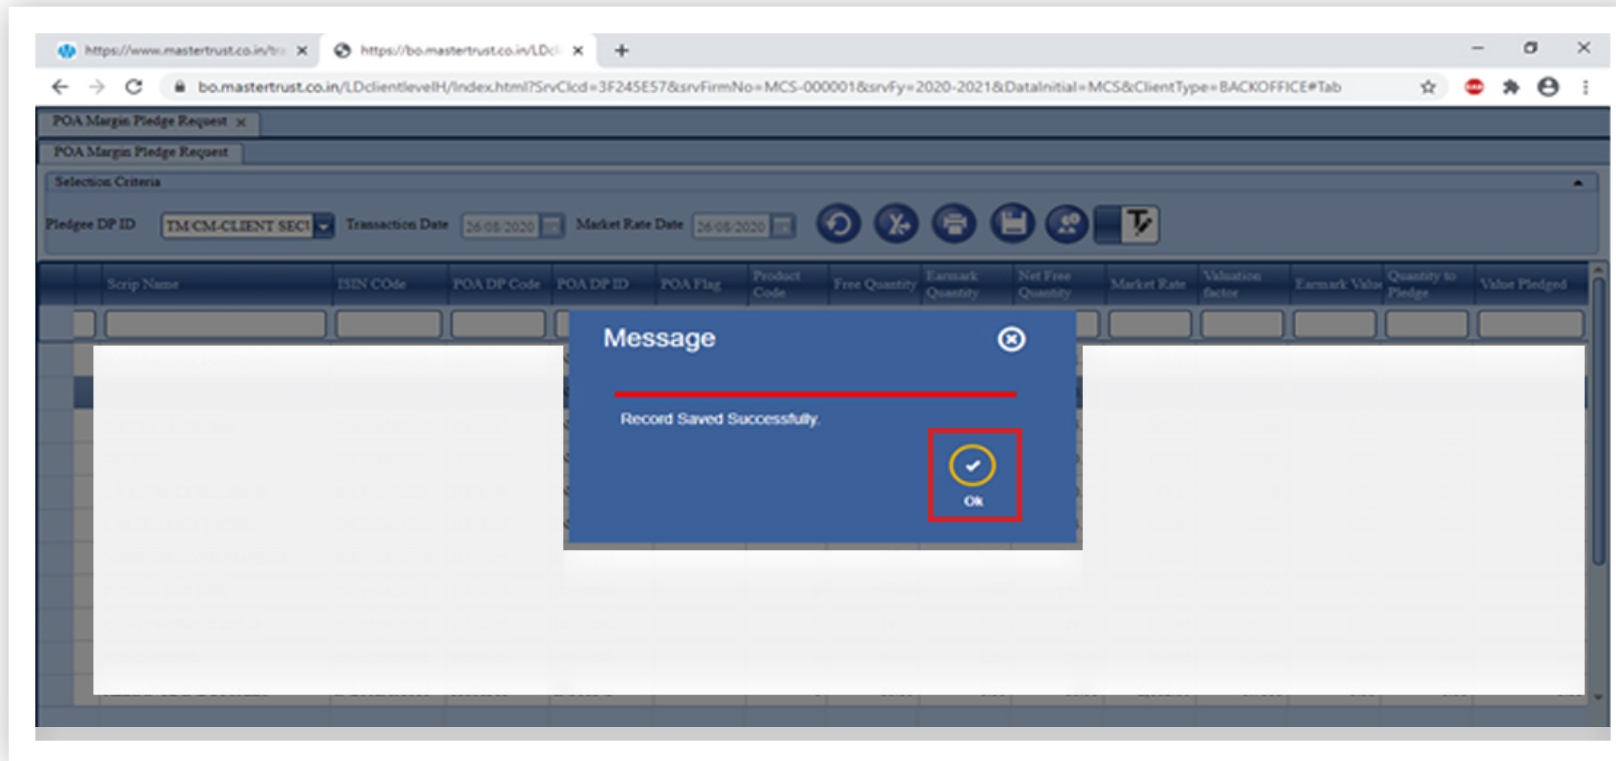 https://www.mastertrust.co.in/tra
https://bo.mastertrust.co.in/LDcli
bo.mastertrust.co.in/LDclientlevelH/Index.html?SrvClcd=3F245E57&srvFirmNo=MCS-000001&srvFy=2020-2021&DataInitial=MCS&ClientType=BACKOFFICE#Tab
POA Margin Pledge Request
POA Margin Pledge Request
Selection Criteria
Pledgee DP ID TM/CM-CLIENT SECU Transaction Date 26/08/2020 Market Rate Date 26/08/2020
Scrip Name ISIN COde POA DP Code POA DP ID POA Flag Product Code Free Quantity Earmark Quantity Net Free Quantity Market Rate Valuation factor Earmark Value Quantity to Pledge Value Pledged
Message
Record Saved Successfully.
Ok